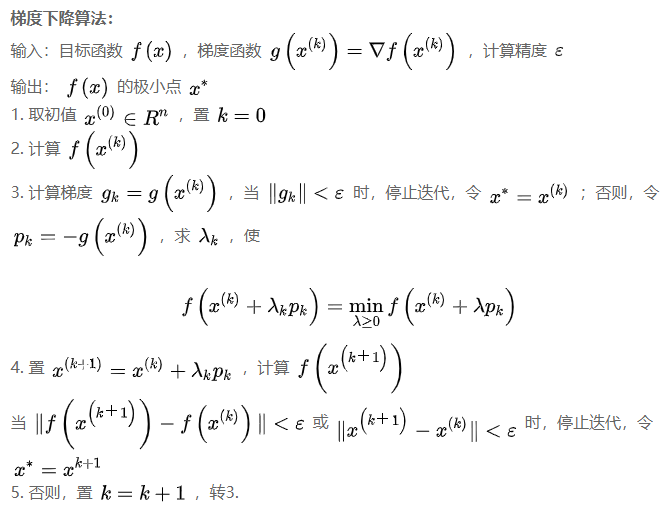 梯度下降算法：
输入：目标函数 f(x) ，梯度函数 g(x^{(k)}) = ∇f(x^{(k)}) ，计算精度 ε
输出： f(x) 的极小点 x*
1. 取初值 x^{(0)} ∈ R^n ，置 k = 0
2. 计算 f(x^{(k)})
3. 计算梯度 g_k = g(x^{(k)}) ，当 ‖g_k‖ < ε 时，停止迭代，令 x* = x^{(k)} ；否则，令
p_k = −g(x^{(k)}) ，求 λ_k ，使
f(x^{(k)} + λ_k p_k) = min_{λ≥0} f(x^{(k)} + λp_k)
4. 置 x^{(k+1)} = x^{(k)} + λ_k p_k ，计算 f(x^{(k+1)})
当 ‖f(x^{(k+1)}) − f(x^{(k)})‖ < ε 或 ‖x^{(k+1)} − x^{(k)}‖ < ε 时，停止迭代，令
x* = x^{k+1}
5. 否则，置 k = k + 1 ，转3.